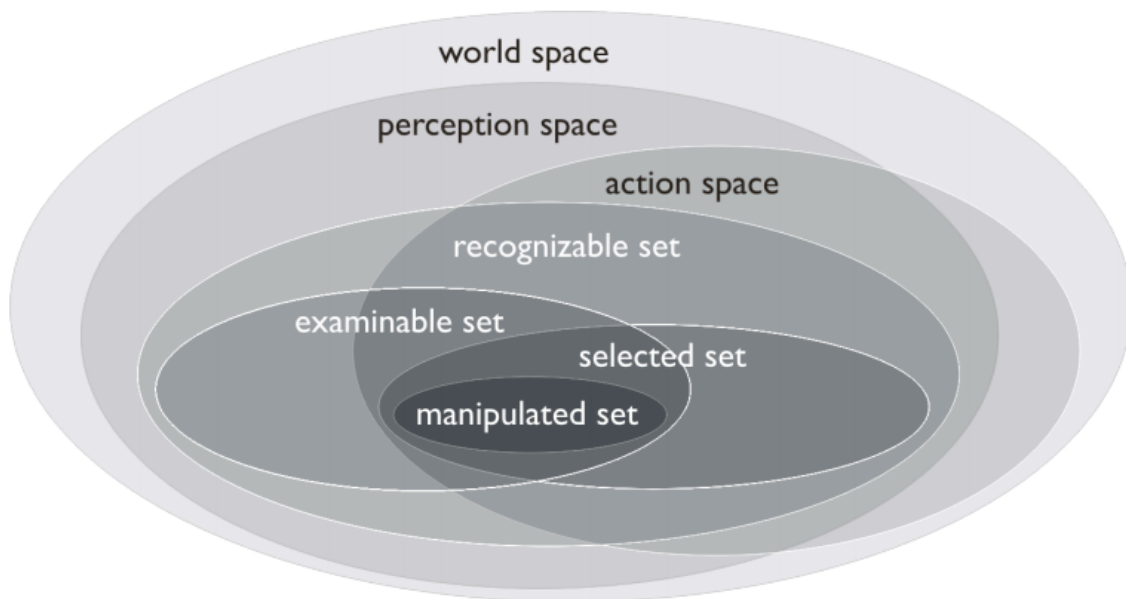 world space
perception space
action space
recognizable set
examinable set
selected set
manipulated set